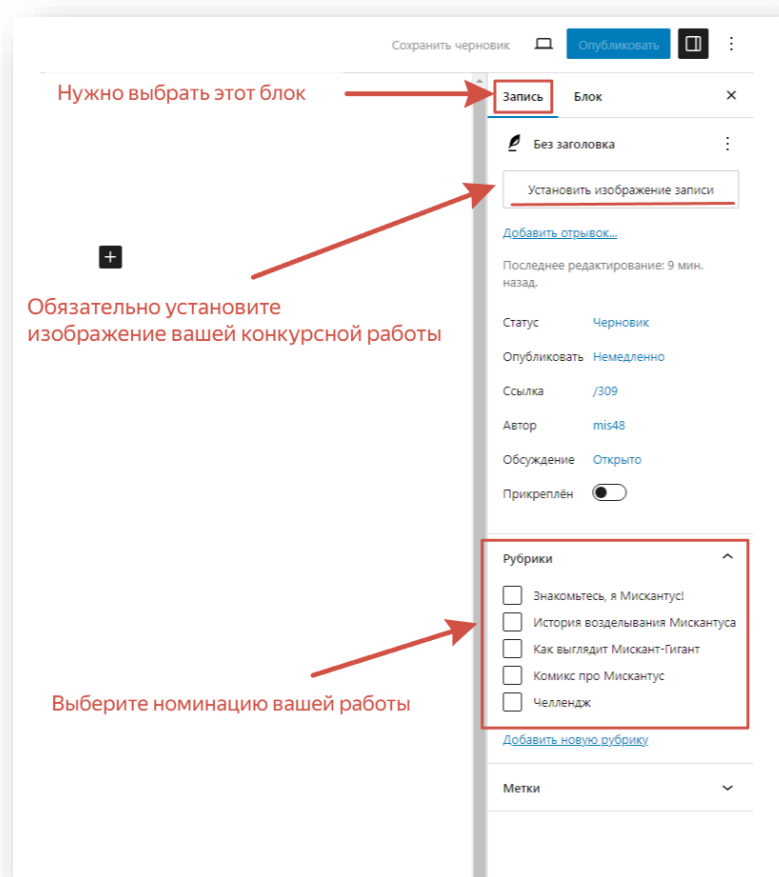 Сохранить черновик
Опубликовать
Нужно выбрать этот блок
Запись Блок
Без заголовка
Установить изображение записи
Добавить отрывок...
Последнее редактирование: 9 мин.
назад.
Обязательно установите
изображение вашей конкурсной работы
Статус Черновик
Опубликовать Немедленно
Ссылка /309
Автор mis48
Обсуждение Открыто
Прикреплён
Рубрики
Знакомьтесь, я Мискантус!
История возделывания Мискантуса
Как выглядит Мискант-Гигант
Комикс про Мискантус
Челлендж
Выберите номинацию вашей работы
Добавить новую рубрику
Метки